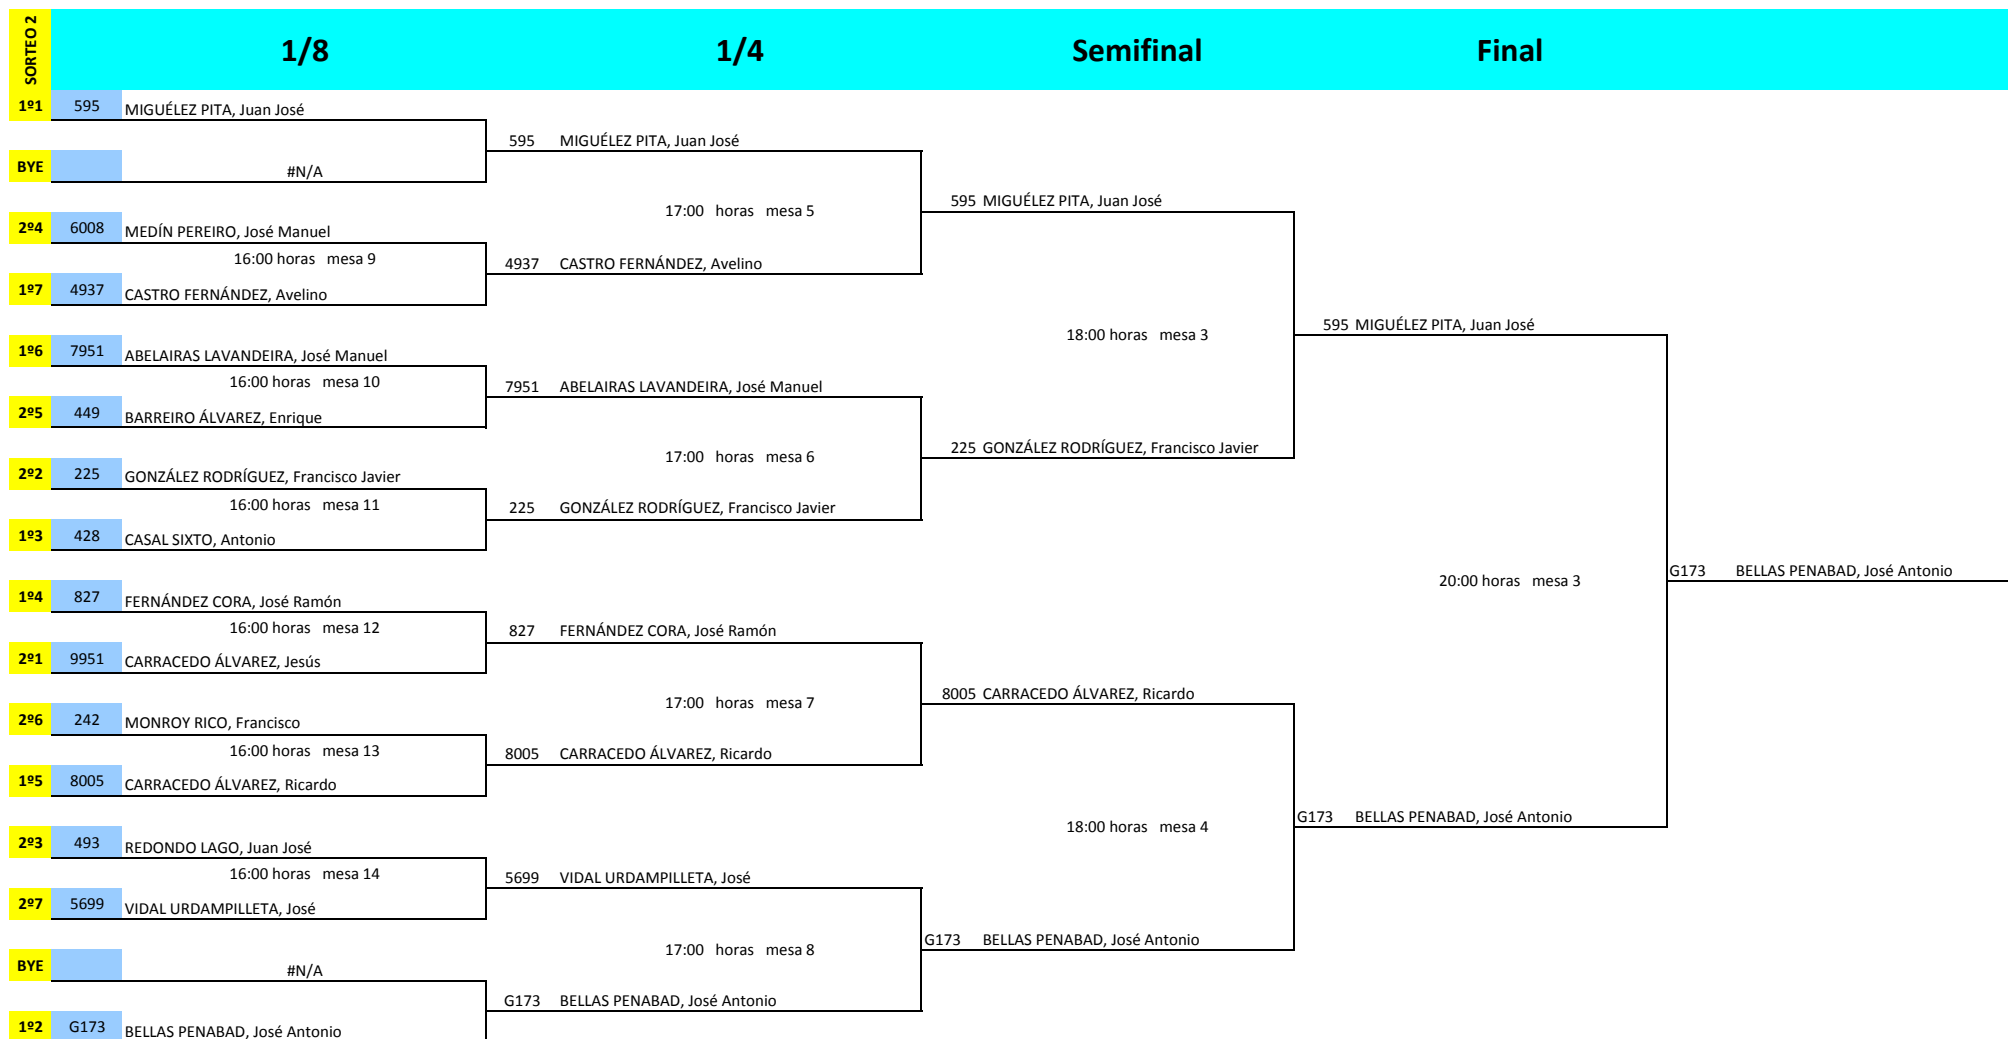 SORTEO 2
1/8 1/4 Semifinal Final
1º1 595 MIGUÉLEZ PITA, Juan José
595 MIGUÉLEZ PITA, Juan José
BYE #N/A
17:00 horas mesa 5
595 MIGUÉLEZ PITA, Juan José
2º4 6008 MEDÍN PEREIRO, José Manuel
16:00 horas mesa 9
4937 CASTRO FERNÁNDEZ, Avelino
1º7 4937 CASTRO FERNÁNDEZ, Avelino
18:00 horas mesa 3
595 MIGUÉLEZ PITA, Juan José
1º6 7951 ABELAIRAS LAVANDEIRA, José Manuel
16:00 horas mesa 10
7951 ABELAIRAS LAVANDEIRA, José Manuel
2º5 449 BARREIRO ÁLVAREZ, Enrique
17:00 horas mesa 6
225 GONZÁLEZ RODRÍGUEZ, Francisco Javier
2º2 225 GONZÁLEZ RODRÍGUEZ, Francisco Javier
16:00 horas mesa 11
225 GONZÁLEZ RODRÍGUEZ, Francisco Javier
1º3 428 CASAL SIXTO, Antonio
20:00 horas mesa 3
G173 BELLAS PENABAD, José Antonio
1º4 827 FERNÁNDEZ CORA, José Ramón
16:00 horas mesa 12
827 FERNÁNDEZ CORA, José Ramón
2º1 9951 CARRACEDO ÁLVAREZ, Jesús
17:00 horas mesa 7
8005 CARRACEDO ÁLVAREZ, Ricardo
2º6 242 MONROY RICO, Francisco
16:00 horas mesa 13
8005 CARRACEDO ÁLVAREZ, Ricardo
1º5 8005 CARRACEDO ÁLVAREZ, Ricardo
18:00 horas mesa 4
G173 BELLAS PENABAD, José Antonio
2º3 493 REDONDO LAGO, Juan José
16:00 horas mesa 14
5699 VIDAL URDAMPILLETA, José
2º7 5699 VIDAL URDAMPILLETA, José
17:00 horas mesa 8
G173 BELLAS PENABAD, José Antonio
BYE #N/A
G173 BELLAS PENABAD, José Antonio
1º2 G173 BELLAS PENABAD, José Antonio